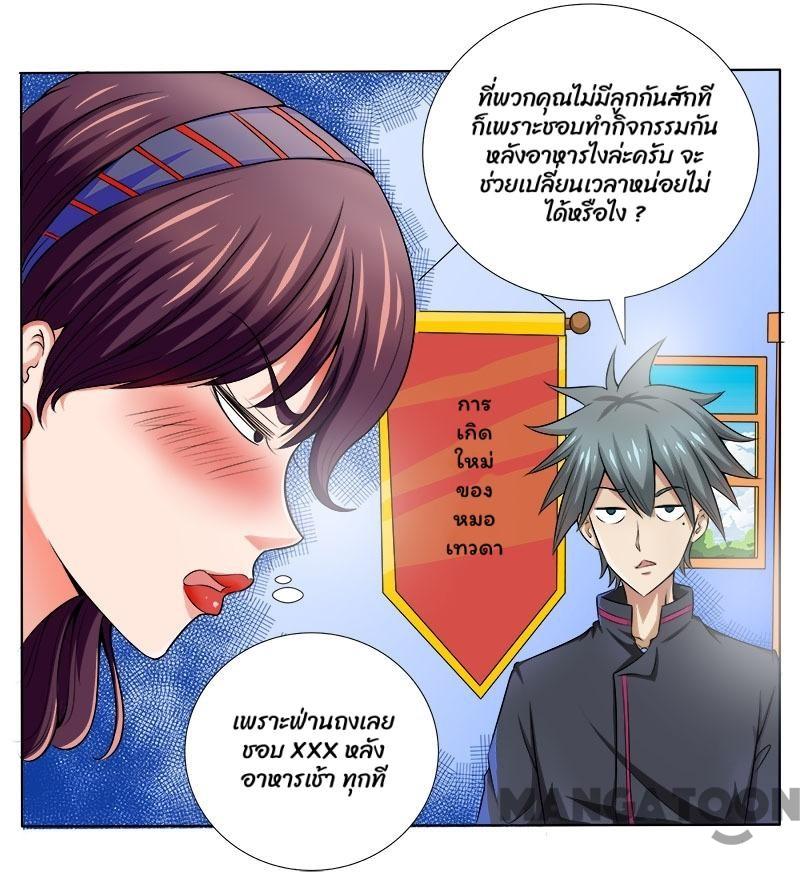 ที่พวกคุณไม่มีลูกกันสักที
ก็เพราะชอบทำกิจกรรมกัน
หลังอาหารไงล่ะครับ จะ
ช่วยเปลี่ยนเวลาหน่อยไม่
ได้หรือไง ?
การ
เกิด
ใหม่
ของ
หมอ
เทวดา
เพราะฟ่านถงเลย
ชอบ XXX หลัง
อาหารเช้า ทุกที
MANGATOON